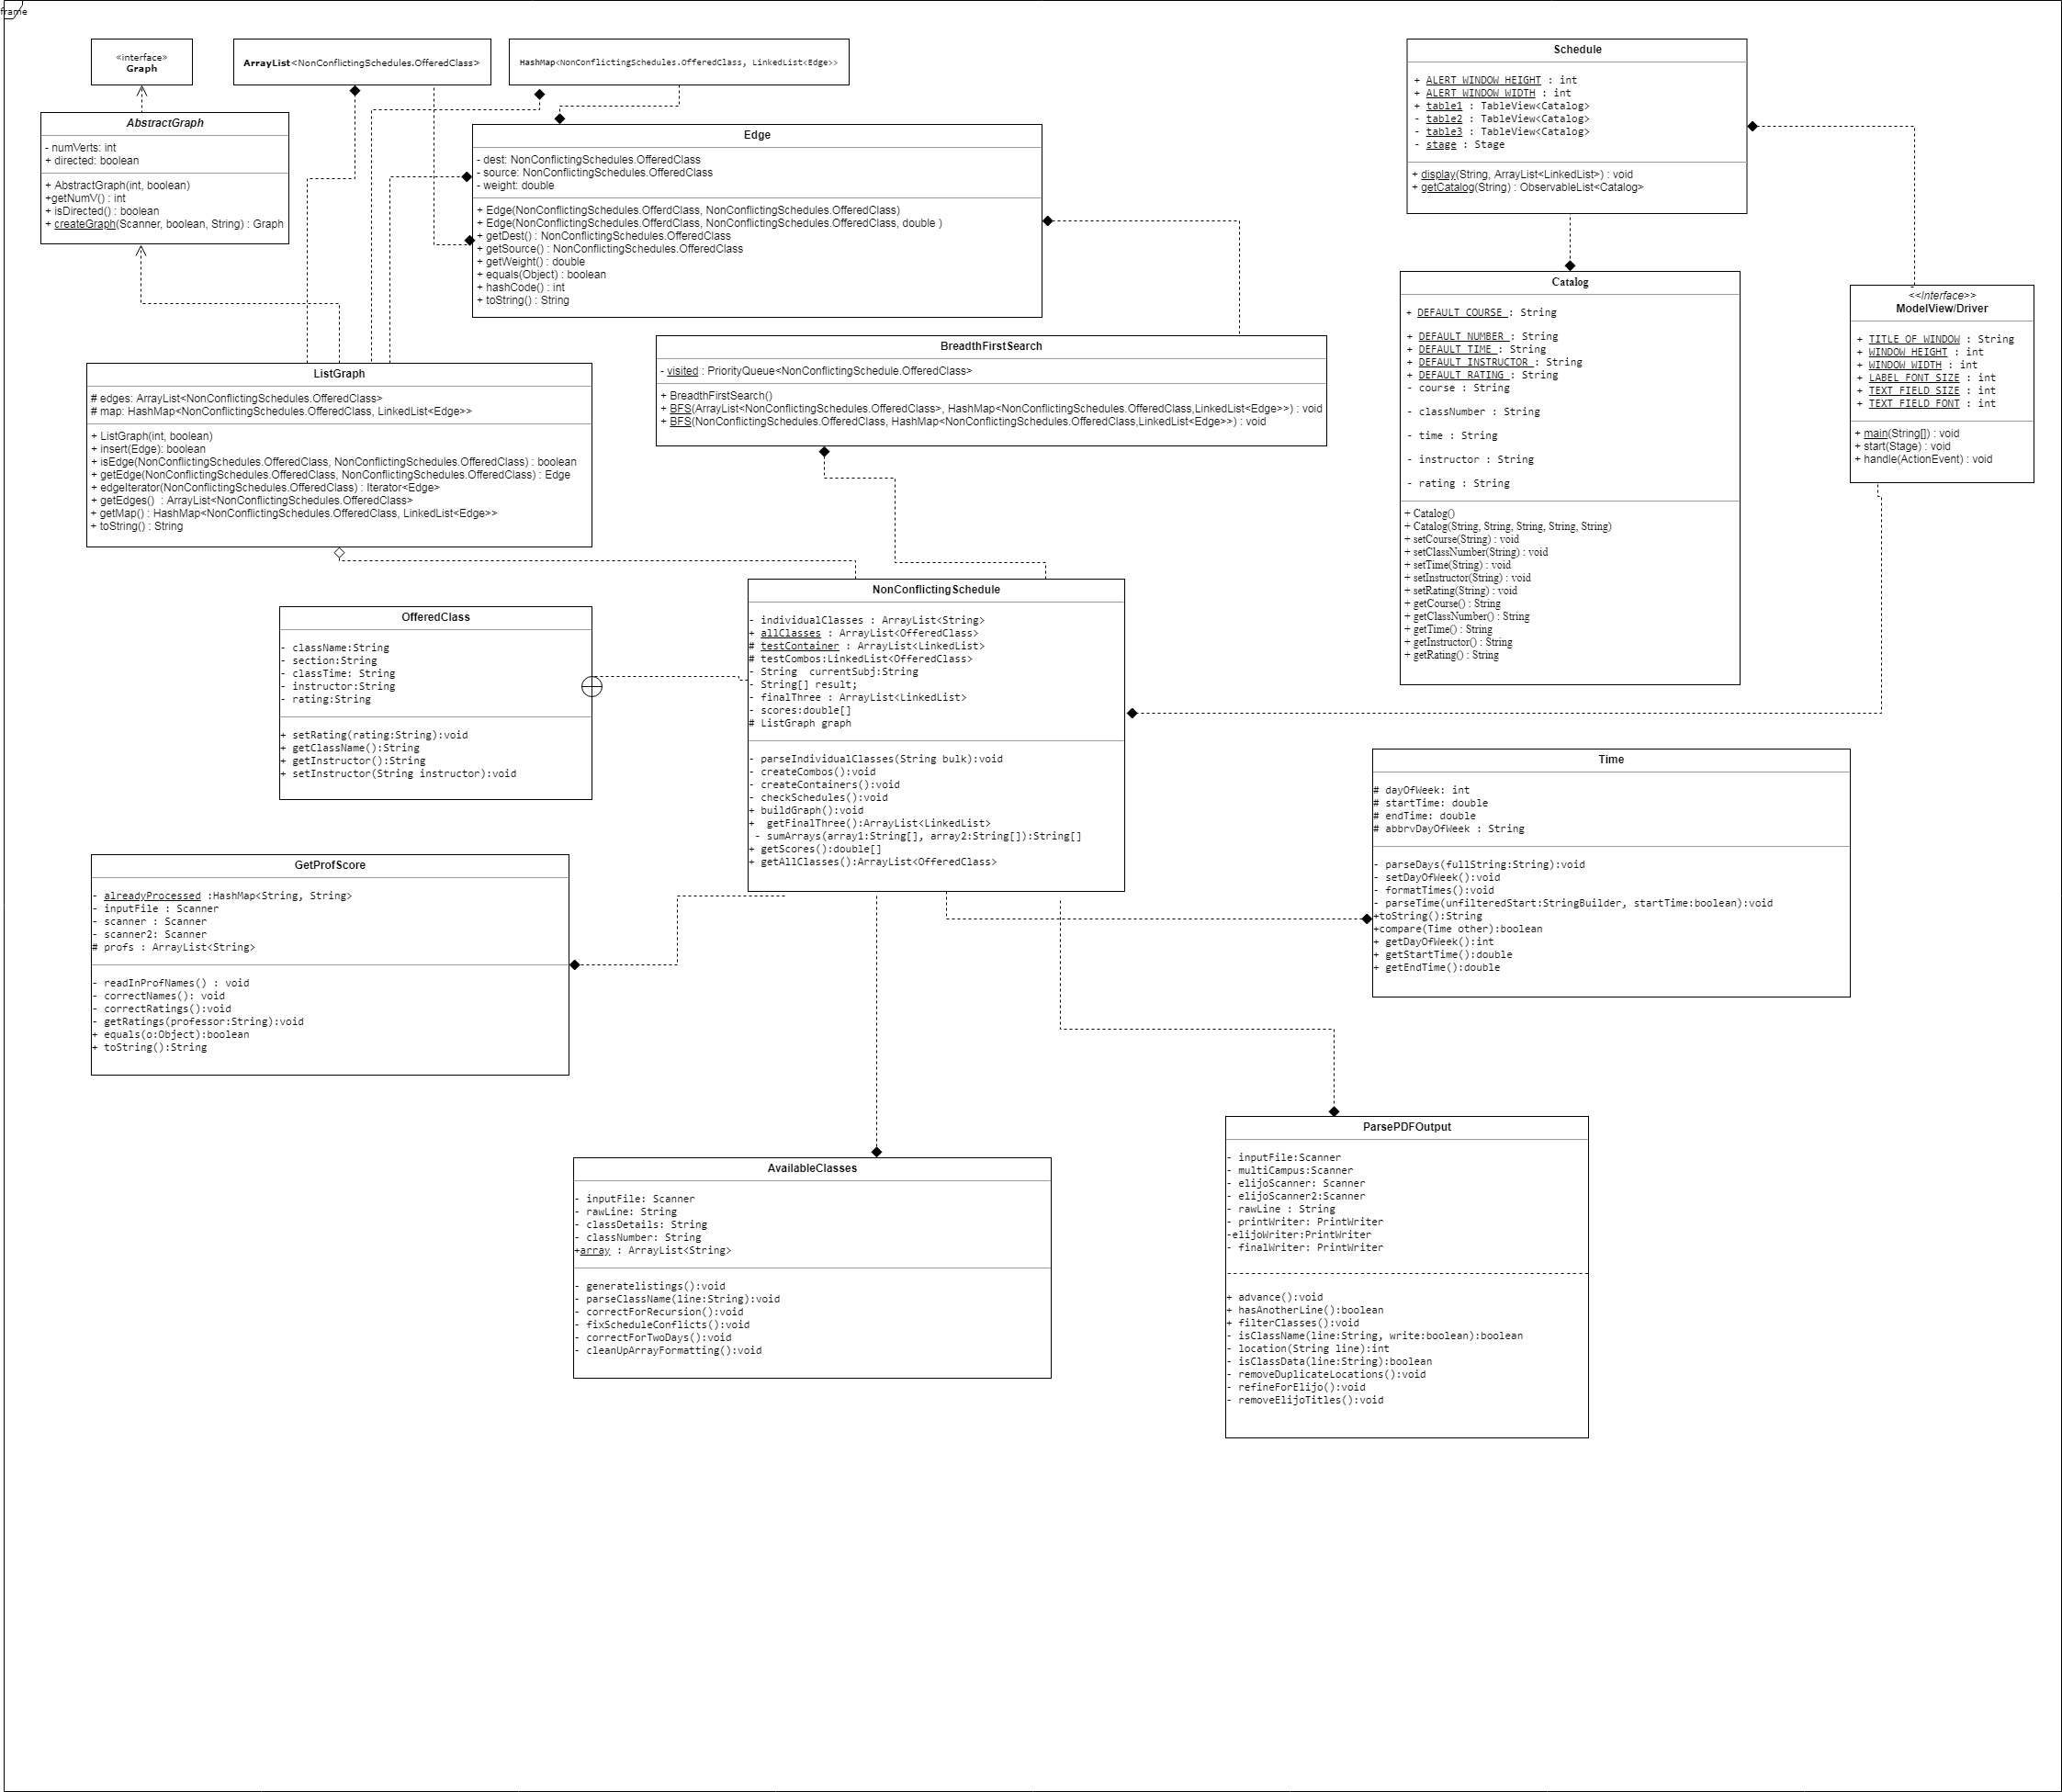 frame
«interface»
Graph
ArrayList<NonConflictingSchedules.OfferedClass>
HashMap<NonConflictingSchedules.OfferedClass, LinkedList<Edge>>
AbstractGraph
- numVerts: int
+ directed: boolean
+ AbstractGraph(int, boolean)
+getNumV() : int
+ isDirected() : boolean
+ createGraph(Scanner, boolean, String) : Graph
Edge
- dest: NonConflictingSchedules.OfferedClass
- source: NonConflictingSchedules.OfferedClass
- weight: double
+ Edge(NonConflictingSchedules.OfferdClass, NonConflictingSchedules.OfferedClass)
+ Edge(NonConflictingSchedules.OfferdClass, NonConflictingSchedules.OfferedClass, double )
+ getDest() : NonConflictingSchedules.OfferedClass
+ getSource() : NonConflictingSchedules.OfferedClass
+ getWeight() : double
+ equals(Object) : boolean
+ hashCode() : int
+ toString() : String
Schedule
+ ALERT_WINDOW_HEIGHT : int
+ ALERT_WINDOW_WIDTH : int
+ table1 : TableView<Catalog>
- table2 : TableView<Catalog>
- table3 : TableView<Catalog>
- stage : Stage
+ display(String, ArrayList<LinkedList>) : void
+ getCatalog(String) : ObservableList<Catalog>
Catalog
+ DEFAULT_COURSE : String
+ DEFAULT_NUMBER : String
+ DEFAULT_TIME : String
+ DEFAULT_INSTRUCTOR : String
+ DEFAULT_RATING : String
- course : String
- classNumber : String
- time : String
- instructor : String
- rating : String
+ Catalog()
+ Catalog(String, String, String, String, String)
+ setCourse(String) : void
+ setClassNumber(String) : void
+ setTime(String) : void
+ setInstructor(String) : void
+ setRating(String) : void
+ getCourse() : String
+ getClassNumber() : String
+ getTime() : String
+ getInstructor() : String
+ getRating() : String
<<Interface>>
ModelView/Driver
+ TITLE_OF_WINDOW : String
+ WINDOW_HEIGHT : int
+ WINDOW_WIDTH : int
+ LABEL_FONT_SIZE : int
+ TEXT_FIELD_SIZE : int
+ TEXT_FIELD_FONT : int
+ main(String[]) : void
+ start(Stage) : void
+ handle(ActionEvent) : void
BreadthFirstSearch
- visited : PriorityQueue<NonConflictingSchedule.OfferedClass>
+ BreadthFirstSearch()
+ BFS(ArrayList<NonConflictingSchedules.OfferedClass>, HashMap<NonConflictingSchedules.OfferedClass,LinkedList<Edge>>) : void
+ BFS(NonConflictingSchedules.OfferedClass, HashMap<NonConflictingSchedules.OfferedClass,LinkedList<Edge>>) : void
ListGraph
# edges: ArrayList<NonConflictingSchedules.OfferedClass>
# map: HashMap<NonConflictingSchedules.OfferedClass, LinkedList<Edge>>
+ ListGraph(int, boolean)
+ insert(Edge): boolean
+ isEdge(NonConflictingSchedules.OfferedClass, NonConflictingSchedules.OfferedClass) : boolean
+ getEdge(NonConflictingSchedules.OfferedClass, NonConflictingSchedules.OfferedClass) : Edge
+ edgeIterator(NonConflictingSchedules.OfferedClass) : Iterator<Edge>
+ getEdges() : ArrayList<NonConflictingSchedules.OfferedClass>
+ getMap() : HashMap<NonConflictingSchedules.OfferedClass, LinkedList<Edge>>
+ toString() : String
OfferedClass
- className:String
- section:String
- classTime: String
- instructor:String
- rating:String
+ setRating(rating:String):void
+ getClassName():String
+ getInstructor():String
+ setInstructor(String instructor):void
NonConflictingSchedule
- individualClasses : ArrayList<String>
+ allClasses : ArrayList<OfferedClass>
# testContainer : ArrayList<LinkedList>
# testCombos:LinkedList<OfferedClass>
- String currentSubj:String
- String[] result;
- finalThree : ArrayList<LinkedList>
- scores:double[]
# ListGraph graph
- parseIndividualClasses(String bulk):void
- createCombos():void
- createContainers():void
- checkSchedules():void
+ buildGraph():void
+ getFinalThree():ArrayList<LinkedList>
- sumArrays(array1:String[], array2:String[]):String[]
+ getScores():double[]
+ getAllClasses():ArrayList<OfferedClass>
Time
# dayOfWeek: int
# startTime: double
# endTime: double
# abbrvDayOfWeek : String
- parseDays(fullString:String):void
- setDayOfWeek():void
- formatTimes():void
- parseTime(unfilteredStart:StringBuilder, startTime:boolean):void
+toString():String
+compare(Time other):boolean
+ getDayOfWeek():int
+ getStartTime():double
+ getEndTime():double
GetProfScore
- alreadyProcessed :HashMap<String, String>
- inputFile : Scanner
- scanner : Scanner
- scanner2: Scanner
# profs : ArrayList<String>
- readInProfNames() : void
- correctNames(): void
- correctRatings():void
- getRatings(professor:String):void
+ equals(o:Object):boolean
+ toString():String
AvailableClasses
- inputFile: Scanner
- rawLine: String
- classDetails: String
- classNumber: String
+array : ArrayList<String>
- generatelistings():void
- parseClassName(line:String):void
- correctForRecursion():void
- fixScheduleConflicts():void
- correctForTwoDays():void
- cleanUpArrayFormatting():void
ParsePDFOutput
- inputFile:Scanner
- multiCampus:Scanner
- elijoScanner: Scanner
- elijoScanner2:Scanner
- rawLine : String
- printWriter: PrintWriter
-elijoWriter:PrintWriter
- finalWriter: PrintWriter
+ advance():void
+ hasAnotherLine():boolean
+ filterClasses():void
- isClassName(line:String, write:boolean):boolean
- location(String line):int
- isClassData(line:String):boolean
- removeDuplicateLocations():void
- refineForElijo():void
- removeElijoTitles():void